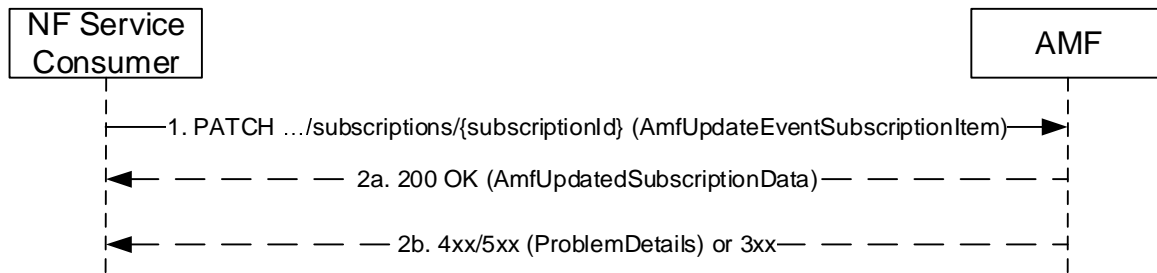 NF Service
Consumer
AMF
1. PATCH …/subscriptions/{subscriptionId} (AmfUpdateEventSubscriptionItem)
2a. 200 OK (AmfUpdatedSubscriptionData)
2b. 4xx/5xx (ProblemDetails) or 3xx